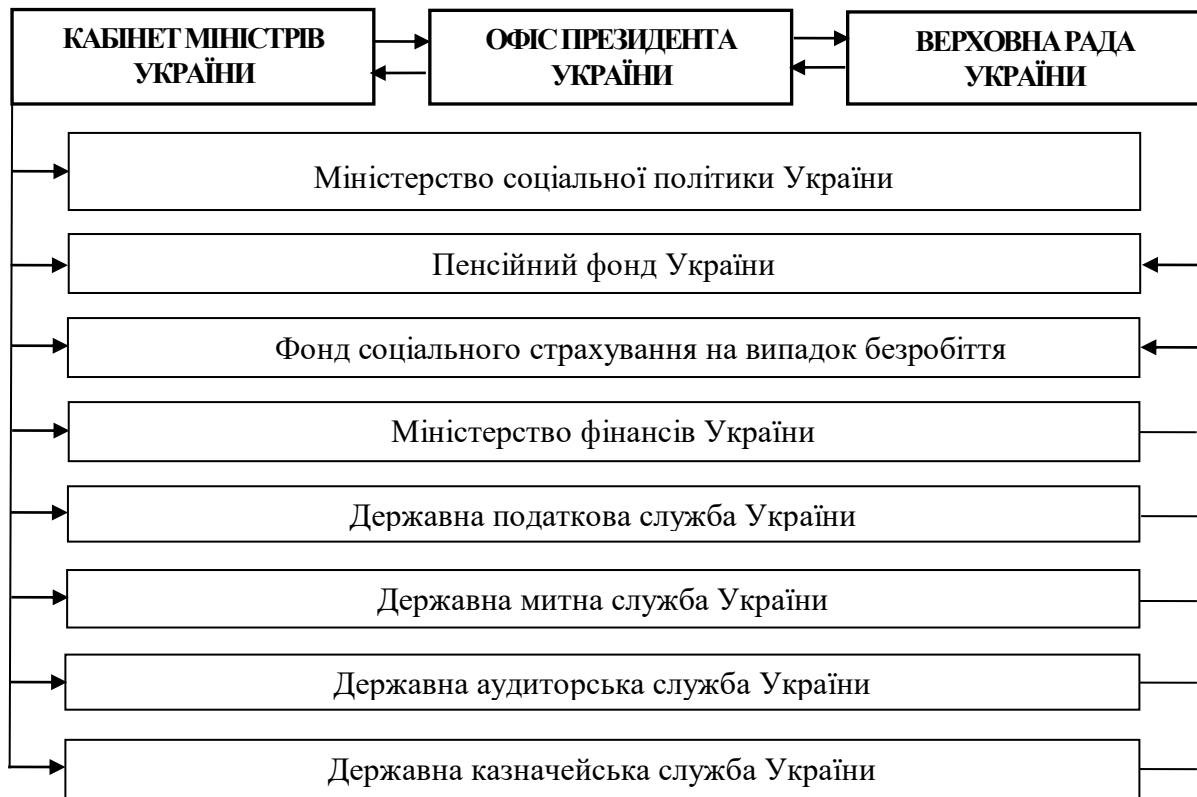 КАБІНЕТ МІНІСТРІВ
УКРАЇНИ
ОФІС ПРЕЗИДЕНТА
УКРАЇНИ
ВЕРХОВНА РАДА
УКРАЇНИ
Міністерство соціальної політики України
Пенсійний фонд України
Фонд соціального страхування на випадок безробіття
Міністерство фінансів України
Державна податкова служба України
Державна митна служба України
Державна аудиторська служба України
Державна казначейська служба України